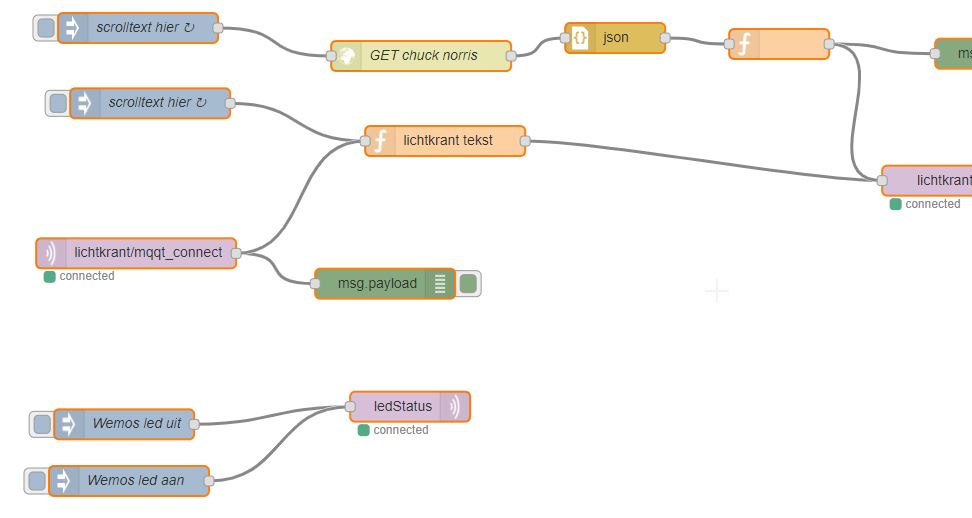 scrolltext hier ↻
GET chuck norris
json
ms
scrolltext hier ↻
lichtkrant tekst
lichtkrant
connected
lichtkrant/mqqt_connect
connected
msg.payload
ledStatus
connected
Wemos led uit
Wemos led aan